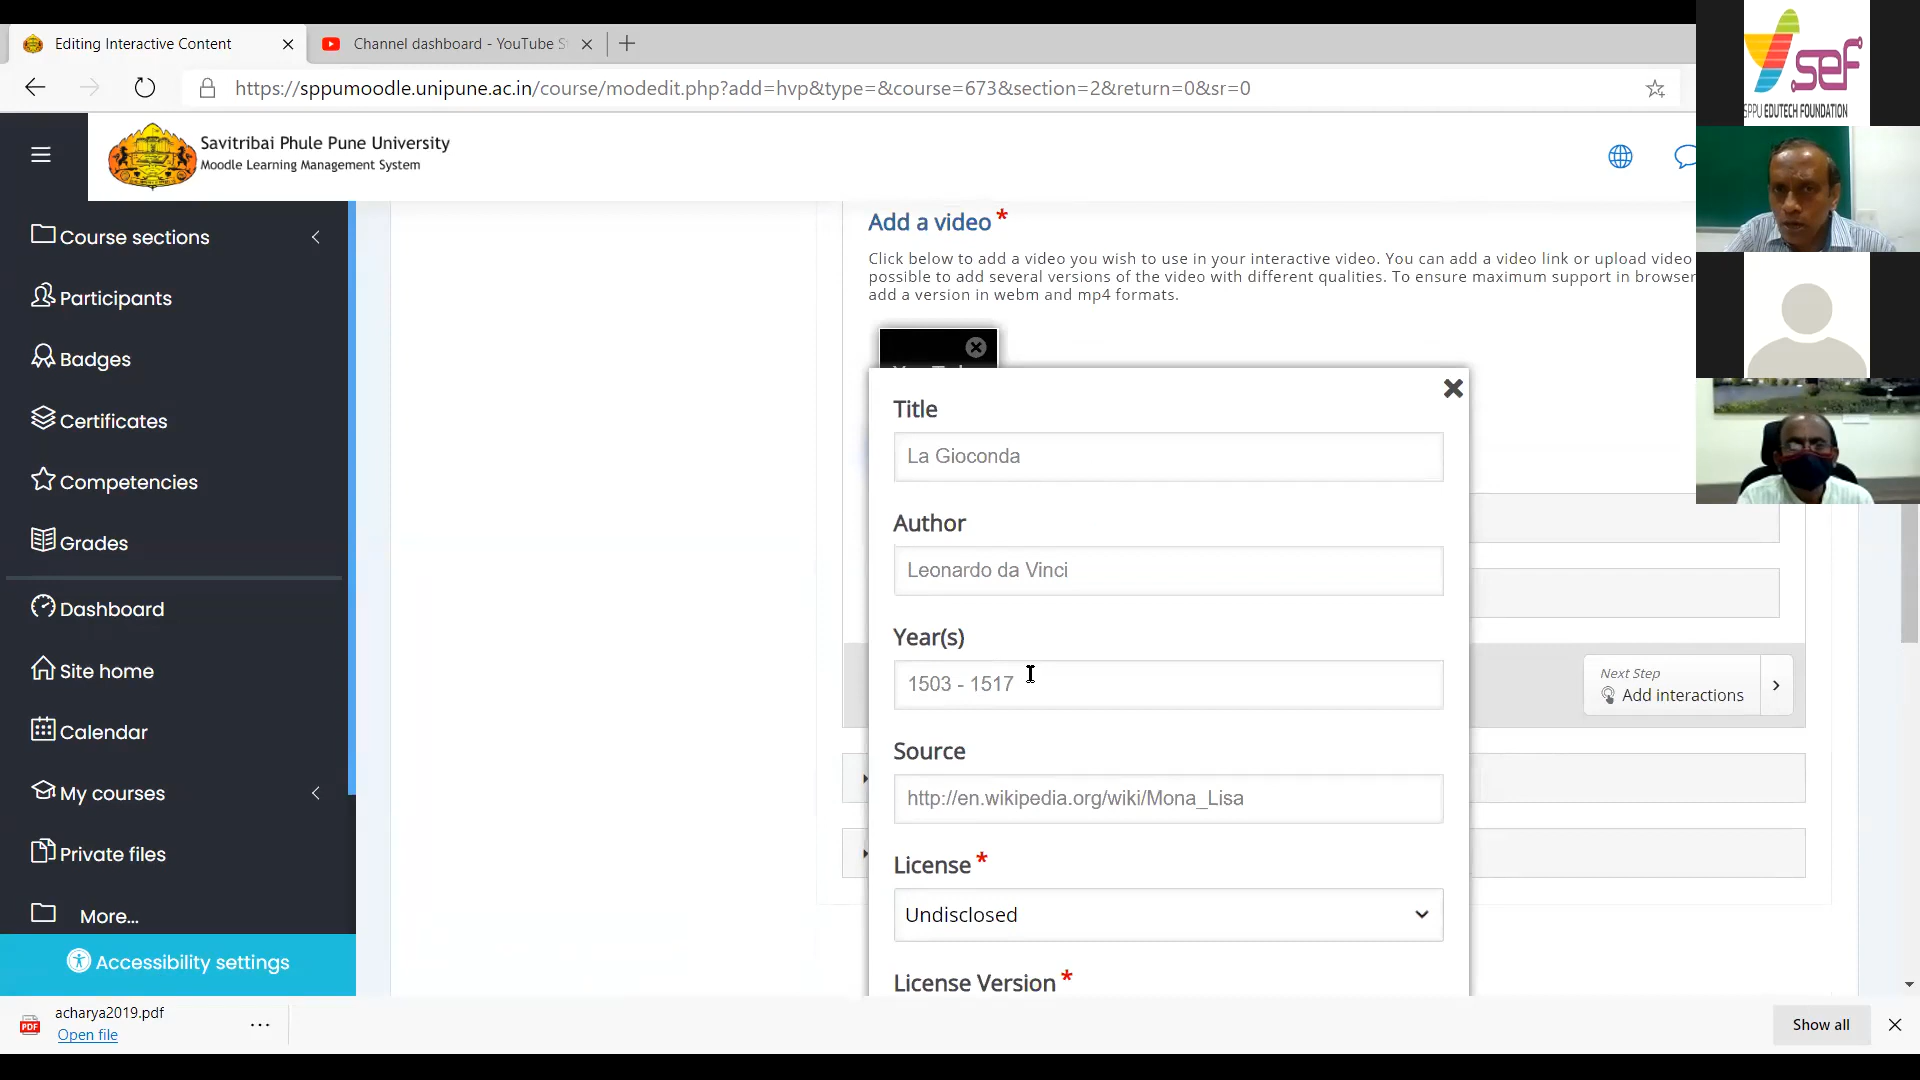 Editing Interactive Content
Channel dashboard - YouTube S
https://sppumoodle.unipune.ac.in/course/modedit.php?add=hvp&type=&course=673&section=2&return=0&sr=0
sef
SPPU EDUTECH FOUNDATION
Savitribai Phule Pune University
Moodle Learning Management System
Course sections
Participants
Badges
Certificates
Competencies
Grades
Dashboard
Site home
Calendar
My courses
Private files
More...
Accessibility settings
Add a video *
Click below to add a video you wish to use in your interactive video. You can add a video link or upload video
possible to add several versions of the video with different qualities. To ensure maximum support in browser
add a version in webm and mp4 formats.
Title
La Gioconda
Author
Leonardo da Vinci
Year(s)
1503 - 1517
Source
http://en.wikipedia.org/wiki/Mona_Lisa
License *
Undisclosed
License Version *
Next Step
Add interactions
PDF
acharya2019.pdf
Open file
Show all